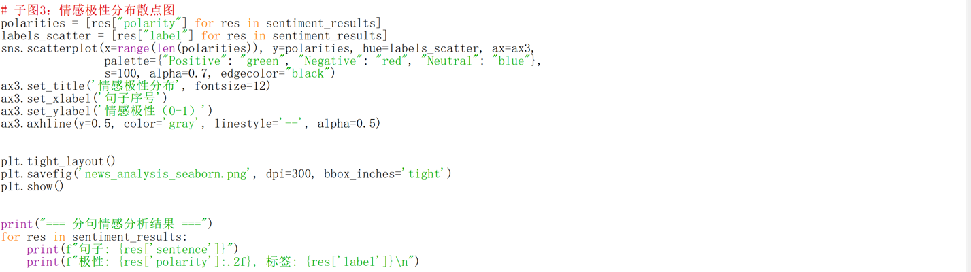 # 子图3：情感极性分布散点图
polarities = [res["polarity"] for res in sentiment_results]
labels_scatter = [res["label"] for res in sentiment_results]
sns.scatterplot(x=range(len(polarities)), y=polarities, hue=labels_scatter, ax=ax3,
                palette={"Positive": "green", "Negative": "red", "Neutral": "blue"},
                s=100, alpha=0.7, edgecolor="black")
ax3.set_title('情感极性分布', fontsize=12)
ax3.set_xlabel('句子序号')
ax3.set_ylabel('情感极性（0-1）')
ax3.axhline(y=0.5, color='gray', linestyle='--', alpha=0.5)
plt.tight_layout()
plt.savefig('news_analysis_seaborn.png', dpi=300, bbox_inches='tight')
plt.show()
print("=== 分句情感分析结果 ===")
for res in sentiment_results:
    print(f"句子: {res['sentence']}")
    print(f"极性: {res['polarity']:.2f}, 标签: {res['label']}\n")